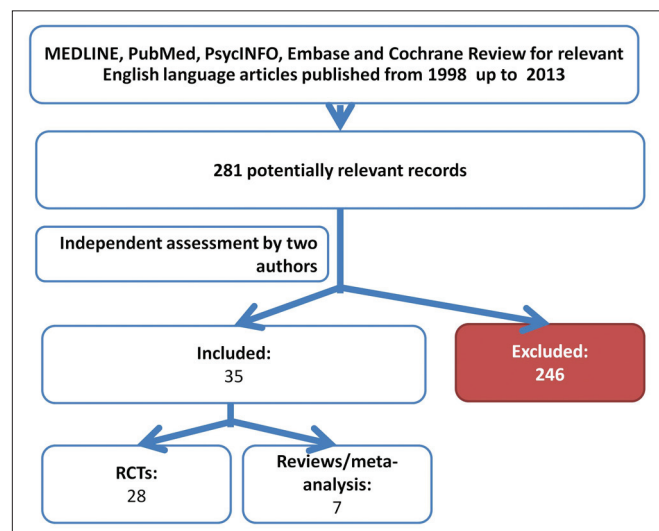 MEDLINE, PubMed, PsycINFO, Embase and Cochrane Review for relevant
English language articles published from 1998 up to 2013
281 potentially relevant records
Independent assessment by two
authors
Included:
35
Excluded:
246
RCTs:
28
Reviews/meta-
analysis:
7